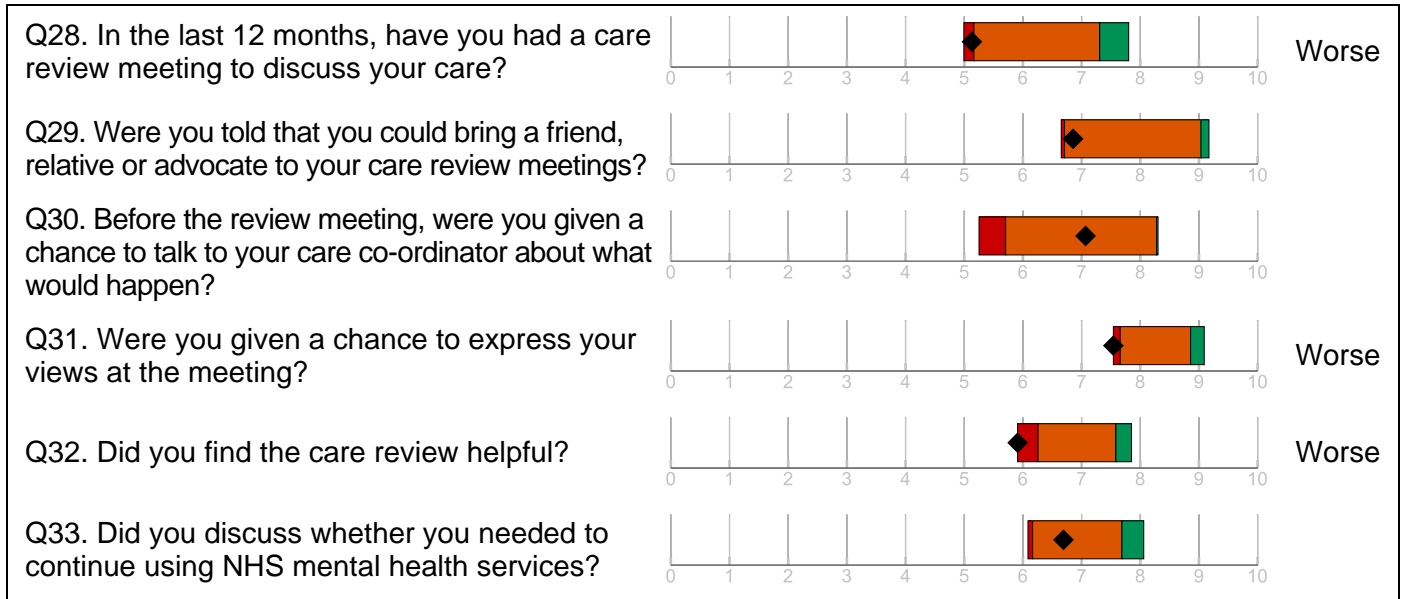 Q28. In the last 12 months, have you had a care
review meeting to discuss your care?
0 1 2 3 4 5 6 7 8 9 10
Worse
Q29. Were you told that you could bring a friend,
relative or advocate to your care review meetings?
0 1 2 3 4 5 6 7 8 9 10
Q30. Before the review meeting, were you given a
chance to talk to your care co-ordinator about what
would happen?
0 1 2 3 4 5 6 7 8 9 10
Q31. Were you given a chance to express your
views at the meeting?
0 1 2 3 4 5 6 7 8 9 10
Worse
Q32. Did you find the care review helpful?
0 1 2 3 4 5 6 7 8 9 10
Worse
Q33. Did you discuss whether you needed to
continue using NHS mental health services?
0 1 2 3 4 5 6 7 8 9 10